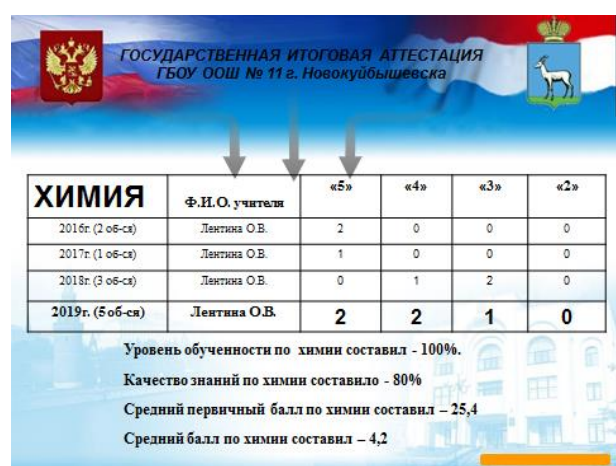 ГОСУДАРСТВЕННАЯ ИТОГОВАЯ АТТЕСТАЦИЯ
ГБОУ ООШ № 11 г. Новокуйбышевска
ХИМИЯ Ф.И.О. учителя «5» «4» «3» «2»
2016г. (2 об-ся) Лентина О.В. 2 0 0 0
2017г. (1 об-ся) Лентина О.В. 1 0 0 0
2018г. (3 об-ся) Лентина О.В. 0 1 2 0
2019г. (5 об-ся) Лентина О.В. 2 2 1 0
Уровень обученности по химии составил - 100%.
Качество знаний по химии составило - 80%
Средний первичный балл по химии составил – 25,4
Средний балл по химии составил – 4,2